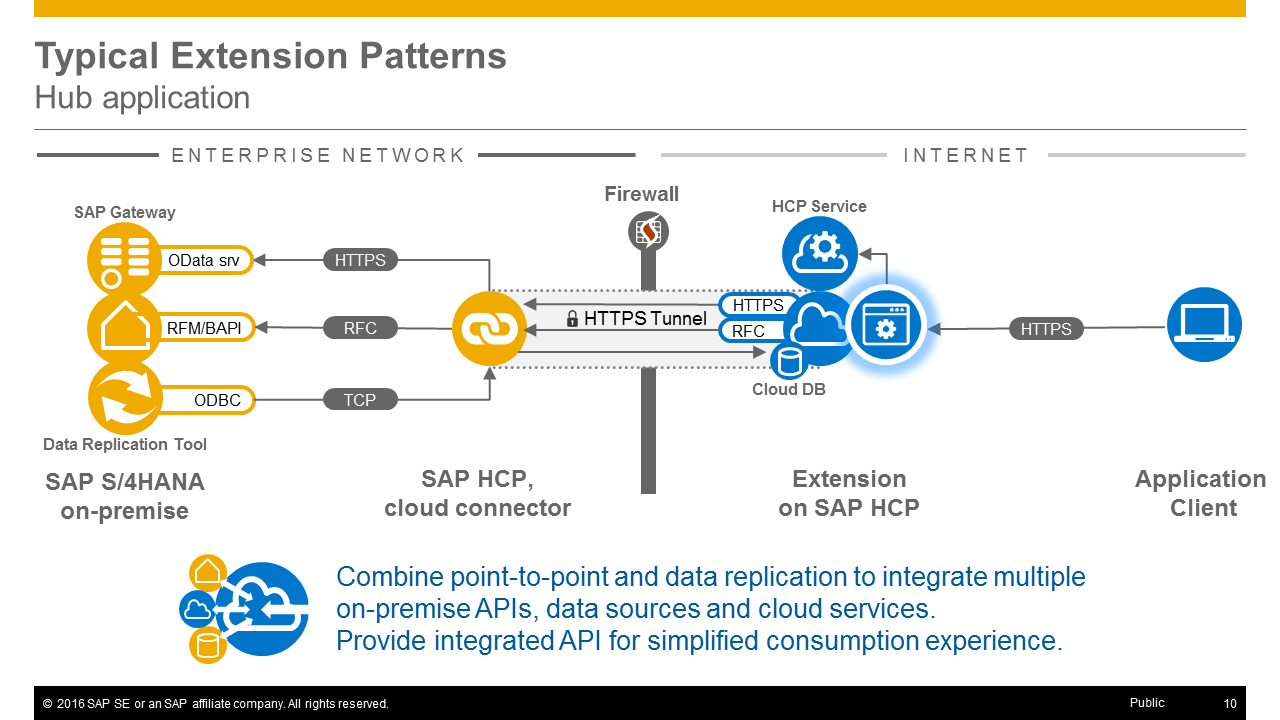 Typical Extension Patterns
Hub application
ENTERPRISE NETWORK
INTERNET
Firewall
SAP Gateway
HCP Service
OData srv
HTTPS
HTTPS
RFM/BAPI
RFC
HTTPS Tunnel
RFC
HTTPS
ODBC
TCP
Cloud DB
Data Replication Tool
SAP S/4HANA
on-premise
SAP HCP,
cloud connector
Extension
on SAP HCP
Application
Client
Combine point-to-point and data replication to integrate multiple
on-premise APIs, data sources and cloud services.
Provide integrated API for simplified consumption experience.
© 2016 SAP SE or an SAP affiliate company. All rights reserved.
Public
10